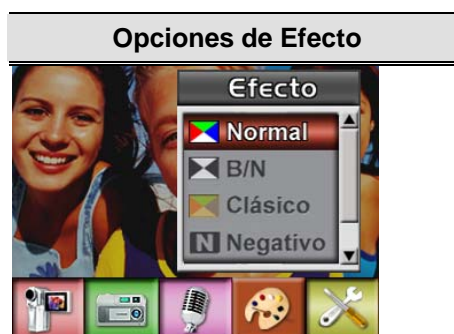 Opciones de Efecto
Efecto
Normal
B/N
Clásico
N Negativo